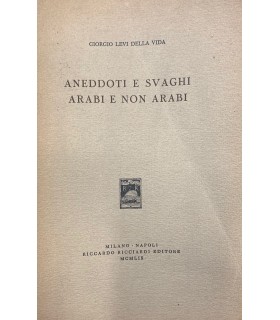 GIORGIO LEVI DELLA VIDA
ANEDDOTI E SVAGHI
ARABI E NON ARABI
MILANO · NAPOLI
RICCARDO RICCIARDI EDITORE
MCMLIX